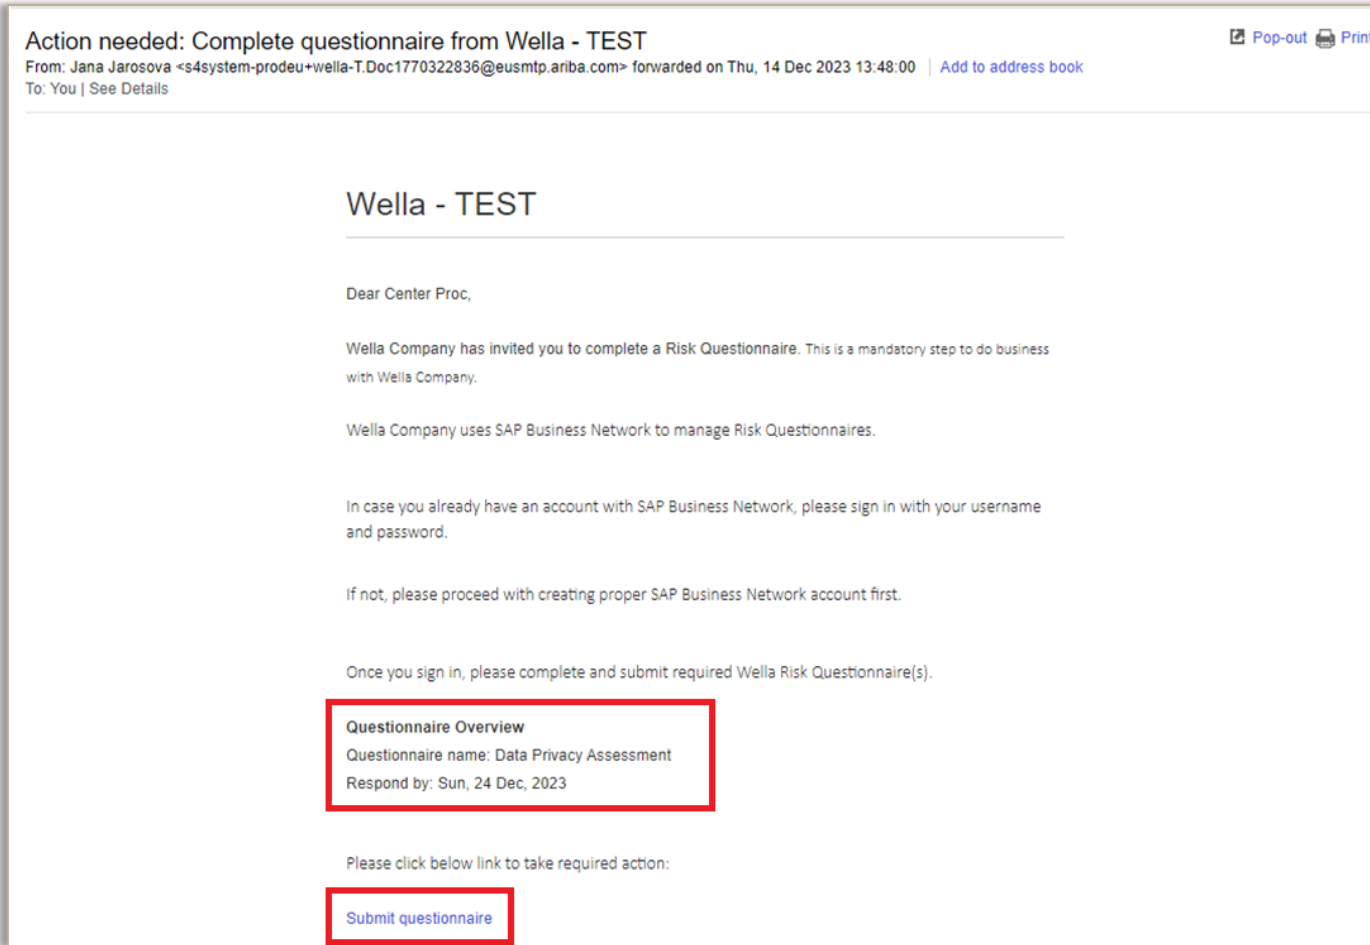 Action needed: Complete questionnaire from Wella - TEST
Pop-out Print
From: Jana Jarosova <s4system-prodeu+wella-T.Doc1770322836@eusmtp.ariba.com> forwarded on Thu, 14 Dec 2023 13:48:00 | Add to address book
To: You | See Details
Wella - TEST
Dear Center Proc,
Wella Company has invited you to complete a Risk Questionnaire. This is a mandatory step to do business
with Wella Company.
Wella Company uses SAP Business Network to manage Risk Questionnaires.
In case you already have an account with SAP Business Network, please sign in with your username
and password.
If not, please proceed with creating proper SAP Business Network account first.
Once you sign in, please complete and submit required Wella Risk Questionnaire(s).
Questionnaire Overview
Questionnaire name: Data Privacy Assessment
Respond by: Sun, 24 Dec, 2023
Please click below link to take required action:
Submit questionnaire